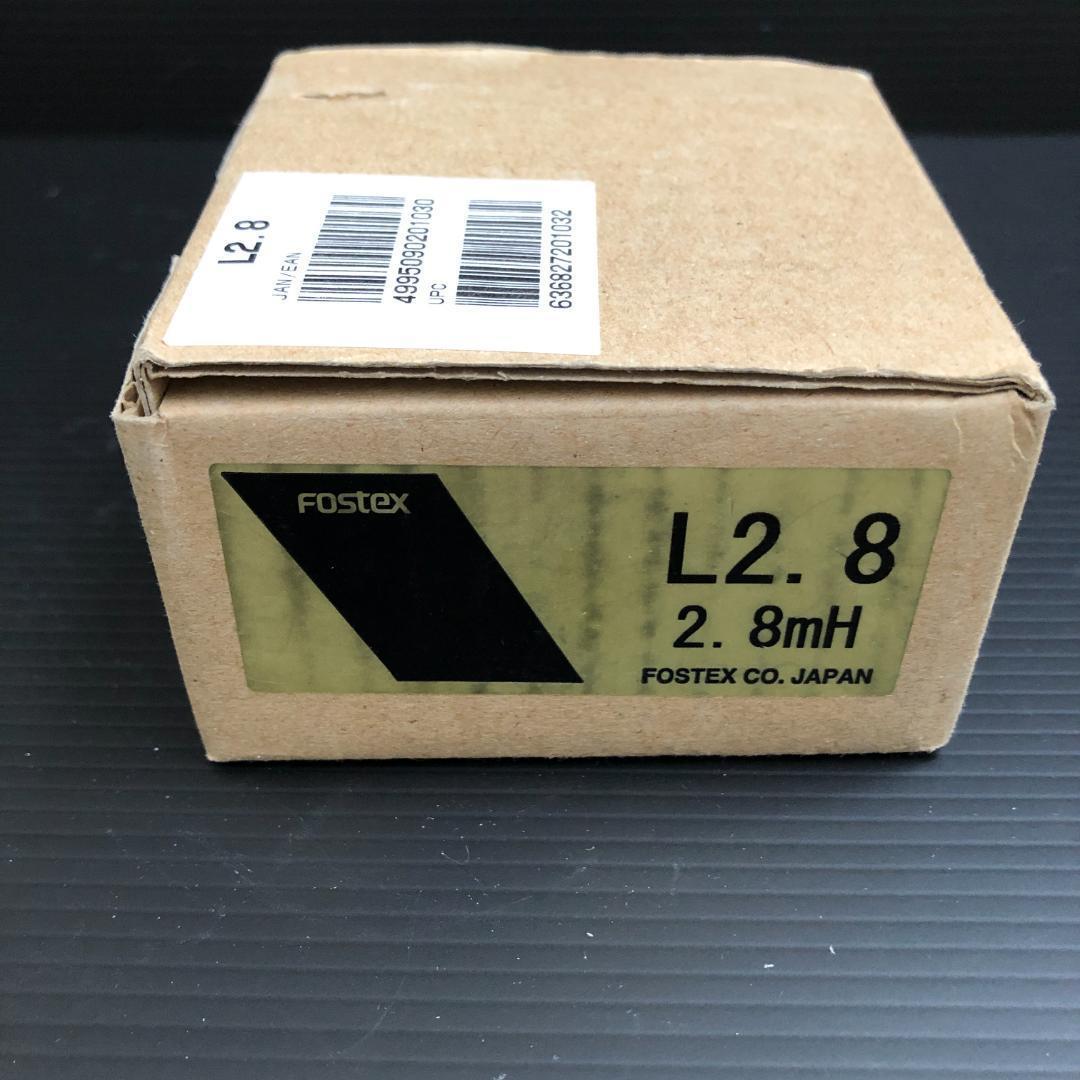 L2.8
JAN/EAN
4995090201030
UPC
636827201032
FOSTEX
L2. 8
2. 8mH
FOSTEX CO. JAPAN